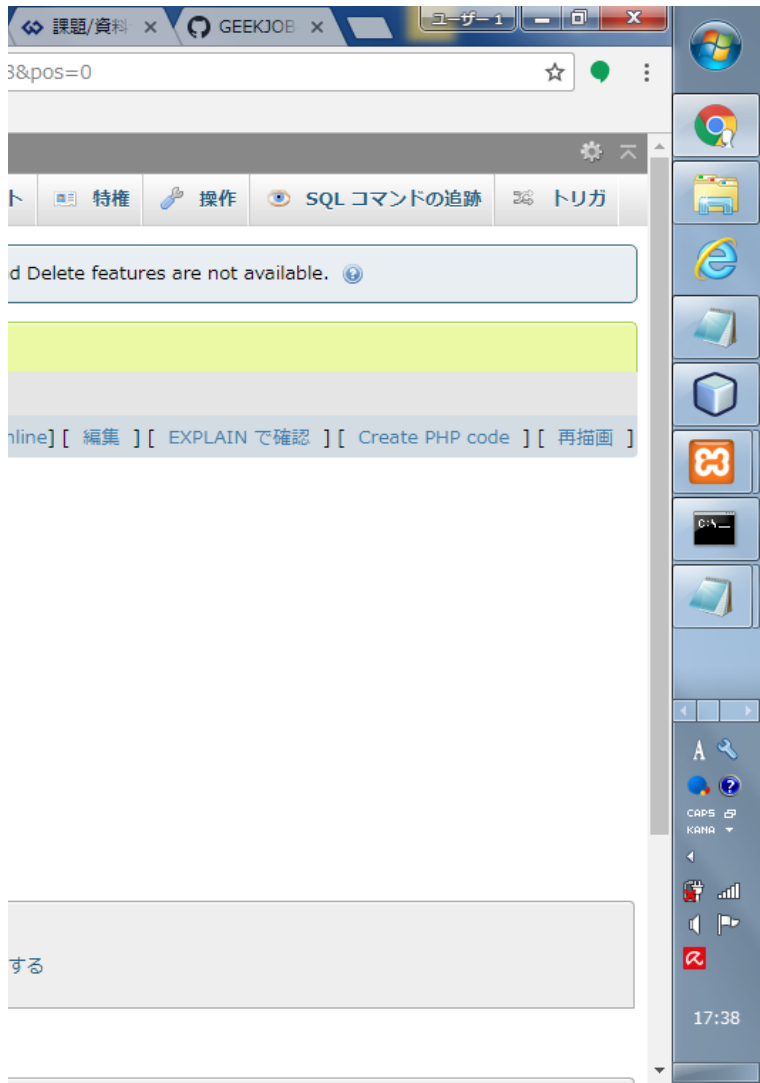 課題/資料 GEEKJOB ユーザー 1
8&pos=0
ト 特権 操作 SQL コマンドの追跡 トリガ
d Delete features are not available.
nline] [ 編集 ] [ EXPLAIN で確認 ] [ Create PHP code ] [ 再描画 ]
する
C:\
A
CAPS
KANA
17:38